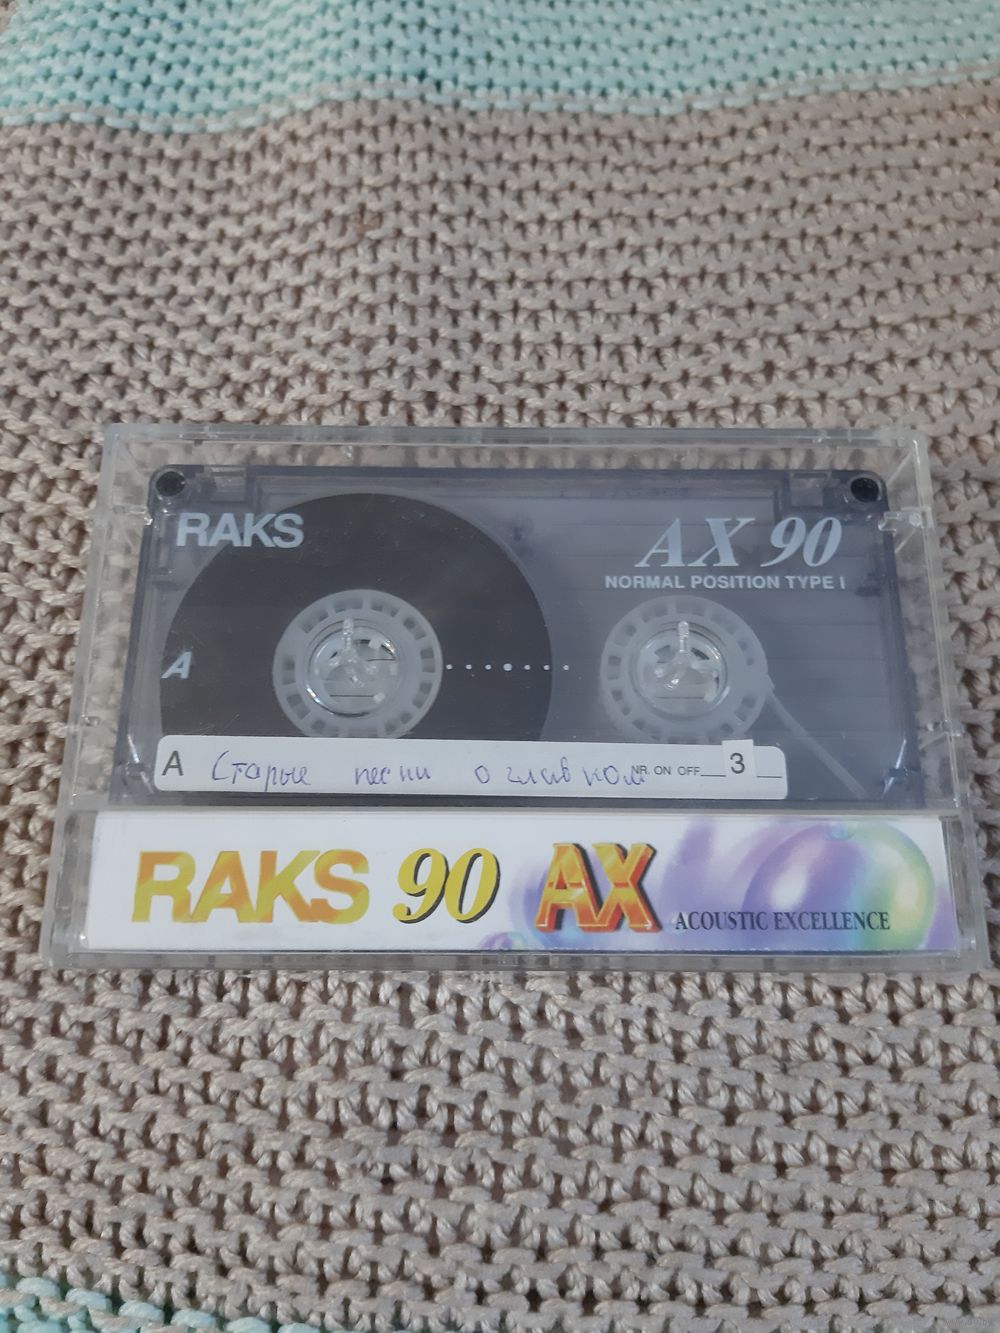 RAKS
AX 90
NORMAL POSITION TYPE I
A
A Старые песни о главном NR. ON OFF 3
RAKS 90 AX ACOUSTIC EXCELLENCE